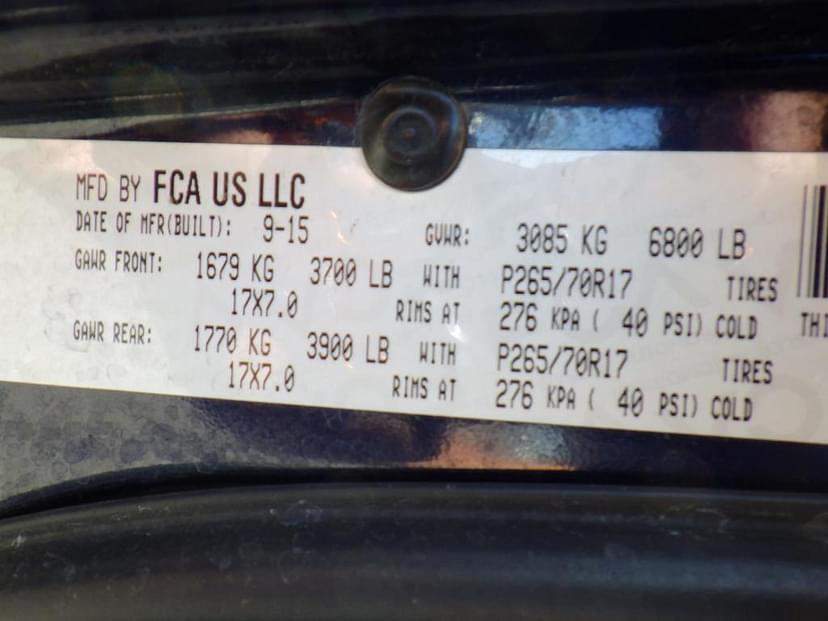 MFD BY FCA US LLC
DATE OF MFR(BUILT): 9-15 GVWR: 3085 KG 6800 LB
GAWR FRONT: 1679 KG 3700 LB WITH P265/70R17 TIRES
17X7.0 RIMS AT 276 KPA ( 40 PSI) COLD THI
GAWR REAR: 1770 KG 3900 LB WITH P265/70R17 TIRES
17X7.0 RIMS AT 276 KPA ( 40 PSI) COLD